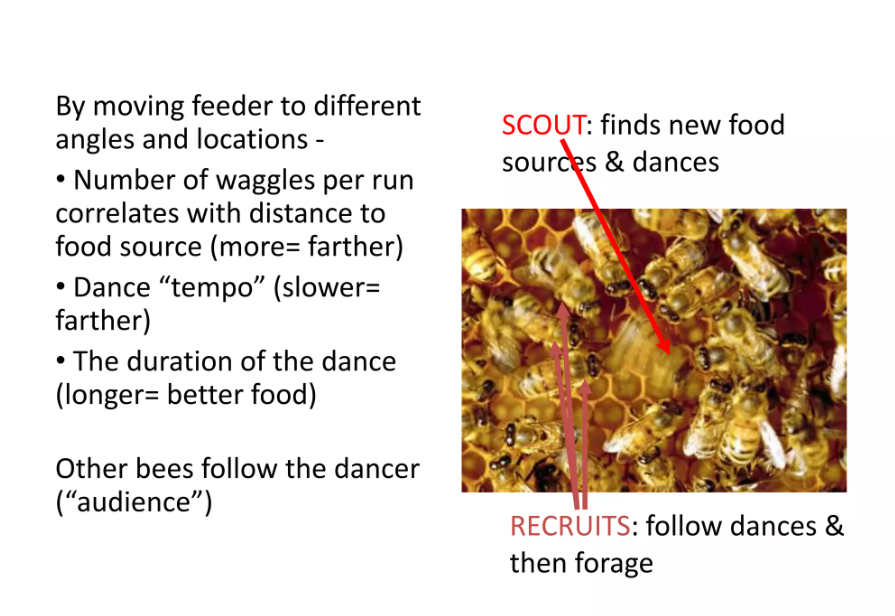 By moving feeder to different
angles and locations -
• Number of waggles per run
correlates with distance to
food source (more= farther)
• Dance “tempo” (slower=
farther)
• The duration of the dance
(longer= better food)
Other bees follow the dancer
(“audience”)
SCOUT: finds new food
sources & dances
RECRUITS: follow dances &
then forage